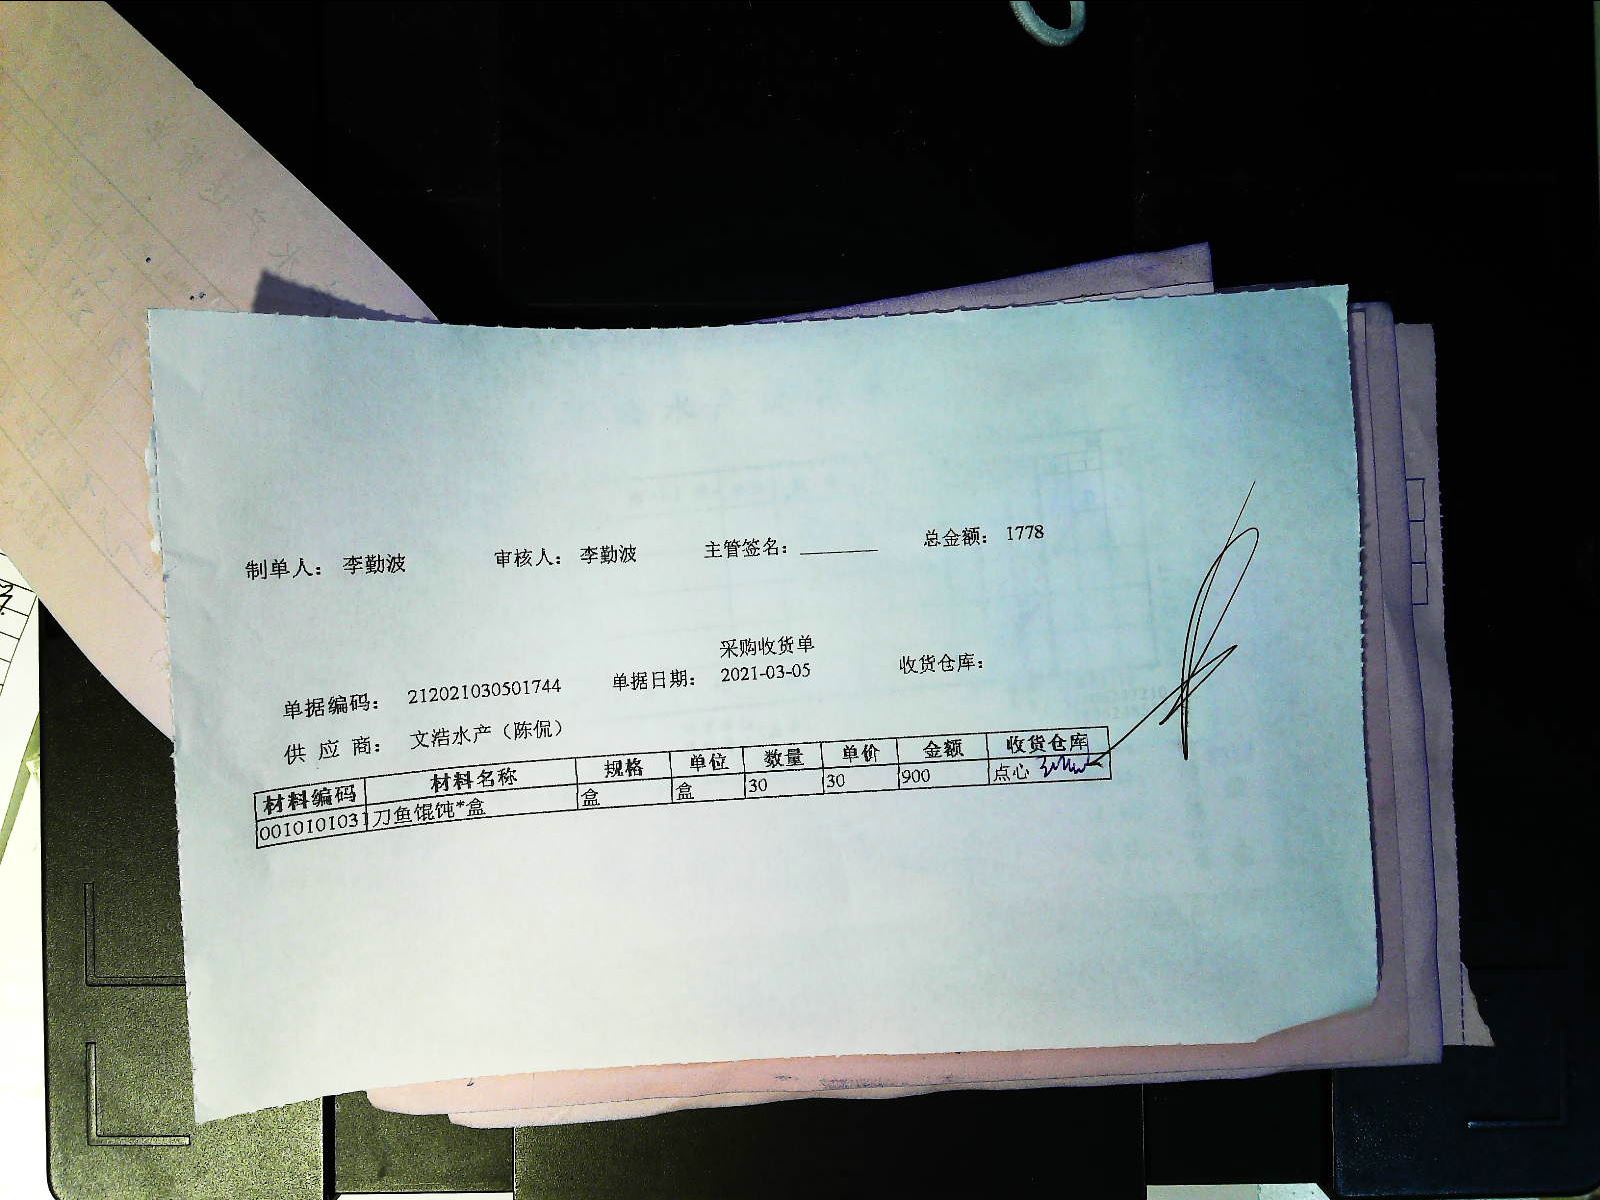 制单人： 李勤波 审核人： 李勤波 主管签名：________ 总金额： 1778
采购收货单
单据编码： 212021030501744 单据日期： 2021-03-05 收货仓库：
供 应 商： 文浩水产（陈侃）
材料编码 材料名称 规格 单位 数量 单价 金额 收货仓库
0010101031 刀鱼馄饨*盒 盒 盒 30 30 900 点心